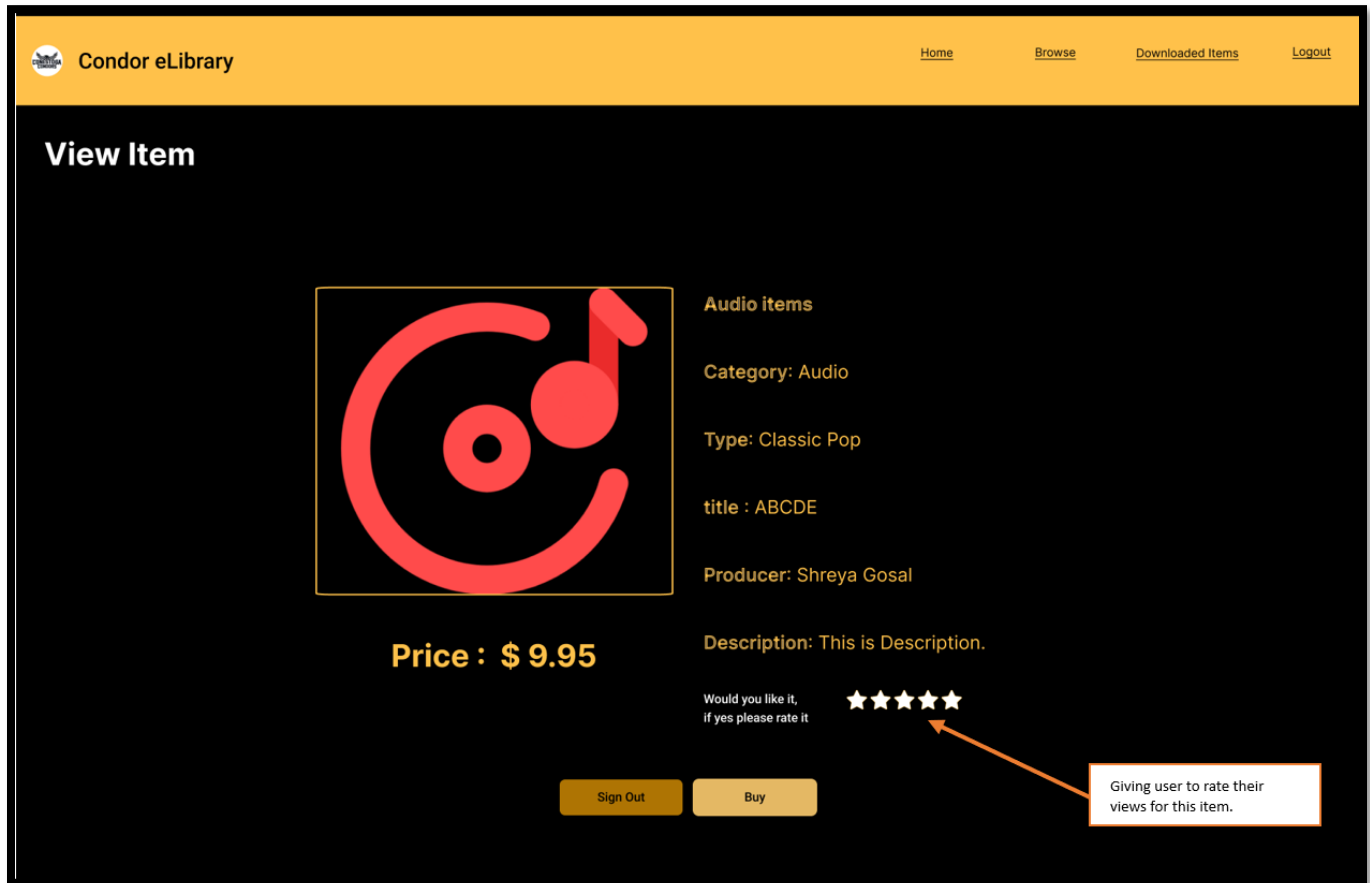 Condor eLibrary
Home
Browse
Downloaded Items
Logout
View Item
Audio items
Category: Audio
Type: Classic Pop
title : ABCDE
Producer: Shreya Gosal
Description: This is Description.
Price : $ 9.95
Would you like it,
if yes please rate it
Sign Out
Buy
Giving user to rate their
views for this item.